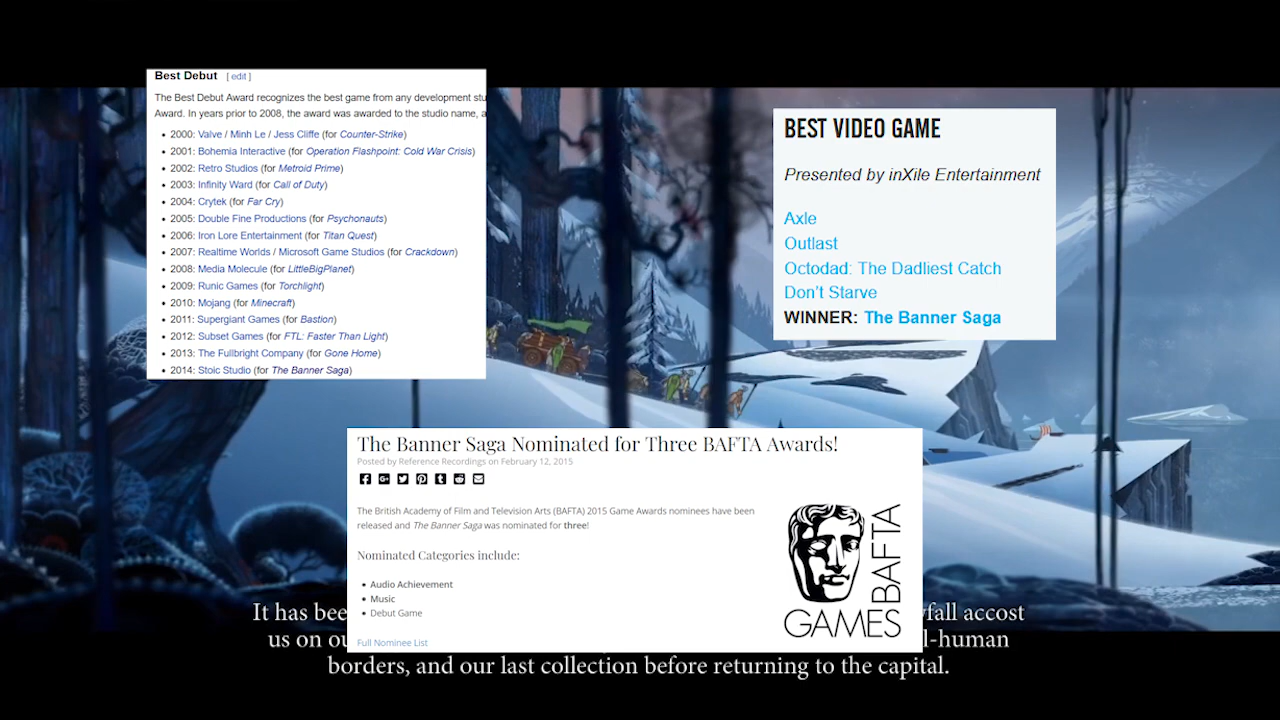 Best Debut [ edit ]
The Best Debut Award recognizes the best game from any development stu
Award. In years prior to 2008, the award was awarded to the studio name, a
• 2000: Valve / Minh Le / Jess Cliffe (for Counter-Strike)
• 2001: Bohemia Interactive (for Operation Flashpoint: Cold War Crisis)
• 2002: Retro Studios (for Metroid Prime)
• 2003: Infinity Ward (for Call of Duty)
• 2004: Crytek (for Far Cry)
• 2005: Double Fine Productions (for Psychonauts)
• 2006: Iron Lore Entertainment (for Titan Quest)
• 2007: Realtime Worlds / Microsoft Game Studios (for Crackdown)
• 2008: Media Molecule (for LittleBigPlanet)
• 2009: Runic Games (for Torchlight)
• 2010: Mojang (for Minecraft)
• 2011: Supergiant Games (for Bastion)
• 2012: Subset Games (for FTL: Faster Than Light)
• 2013: The Fullbright Company (for Gone Home)
• 2014: Stoic Studio (for The Banner Saga)
BEST VIDEO GAME
Presented by inXile Entertainment
Axle
Outlast
Octodad: The Dadliest Catch
Don't Starve
WINNER: The Banner Saga
The Banner Saga Nominated for Three BAFTA Awards!
Posted by Reference Recordings on February 12, 2015
The British Academy of Film and Television Arts (BAFTA) 2015 Game Awards nominees have been
released and The Banner Saga was nominated for three!
Nominated Categories include:
• Audio Achievement
• Music
• Debut Game
Full Nominee List
BAFTA
GAMES
It has bee fall accost
us on ou l-human
borders, and our last collection before returning to the capital.